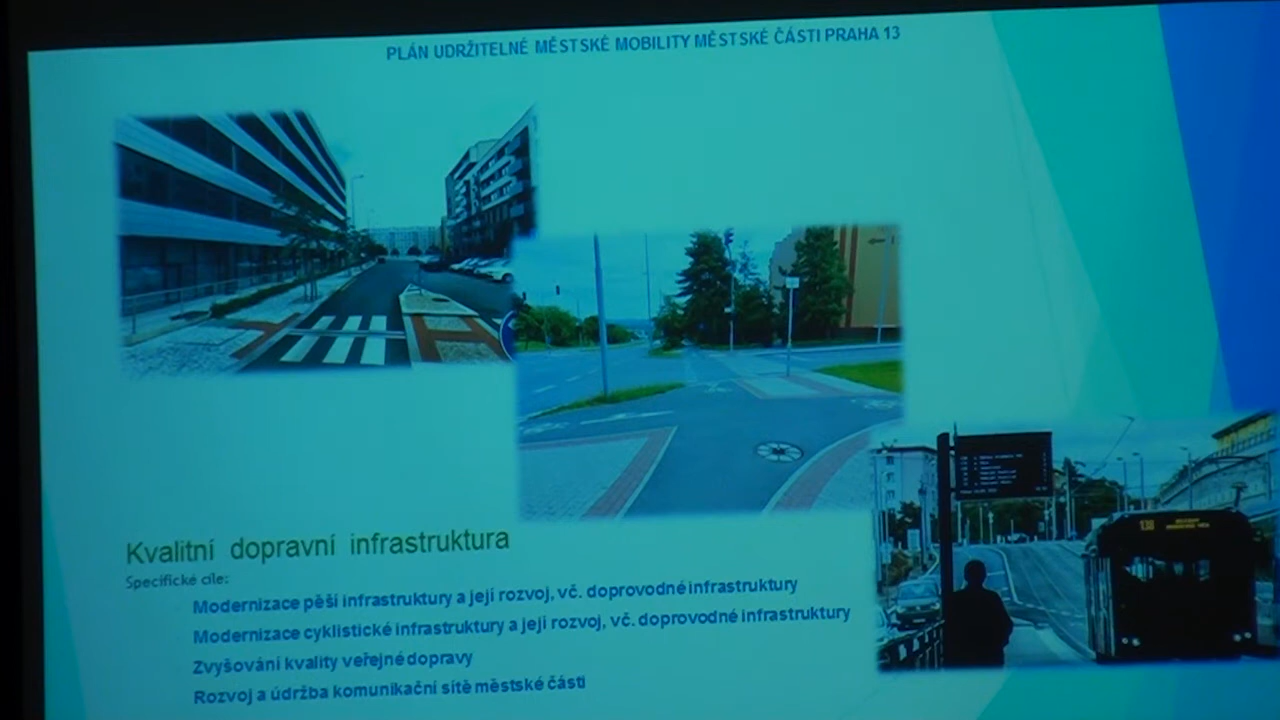 PLÁN UDRŽITELNÉ MĚSTSKÉ MOBILITY MĚSTSKÉ ČÁSTI PRAHA 13
138
Kvalitní dopravní infrastruktura
Specifické cíle:
Modernizace pěší infrastruktury a její rozvoj, vč. doprovodné infrastruktury
Modernizace cyklistické infrastruktury a její rozvoj, vč. doprovodné infrastruktury
Zvyšování kvality veřejné dopravy
Rozvoj a údržba komunikační sítě městské části